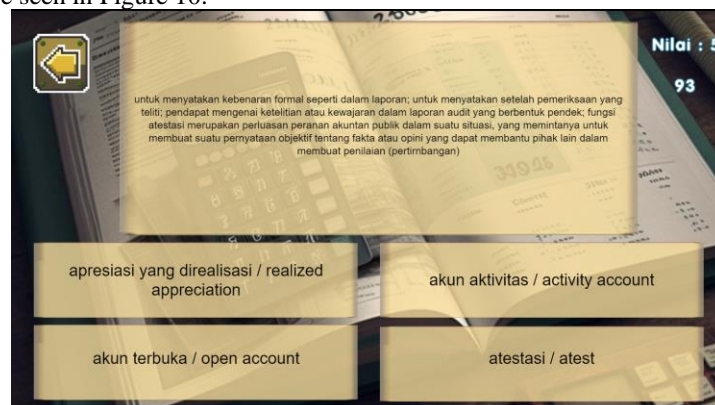 e seen in Figure 10.
Nilai : 5
93
untuk menyatakan kebenaran formal seperti dalam laporan; untuk menyatakan setelah pemeriksaan yang
teliti; pendapat mengenai ketelitian atau kewajaran dalam laporan audit yang berbentuk pendek; fungsi
atestasi merupakan perluasan peranan akuntan publik dalam suatu situasi, yang memintanya untuk
membuat suatu pernyataan objektif tentang fakta atau opini yang dapat membantu pihak lain dalam
membuat penilaian (pertimbangan)
apresiasi yang direalisasi / realized
appreciation
akun aktivitas / activity account
akun terbuka / open account
atestasi / atest